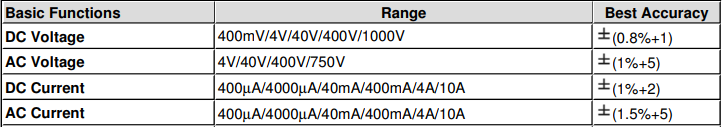 Basic Functions Range Best Accuracy
DC Voltage 400mV/4V/40V/400V/1000V ±(0.8%+1)
AC Voltage 4V/40V/400V/750V ±(1%+5)
DC Current 400μA/4000μA/40mA/400mA/4A/10A ±(1%+2)
AC Current 400μA/4000μA/40mA/400mA/4A/10A ±(1.5%+5)